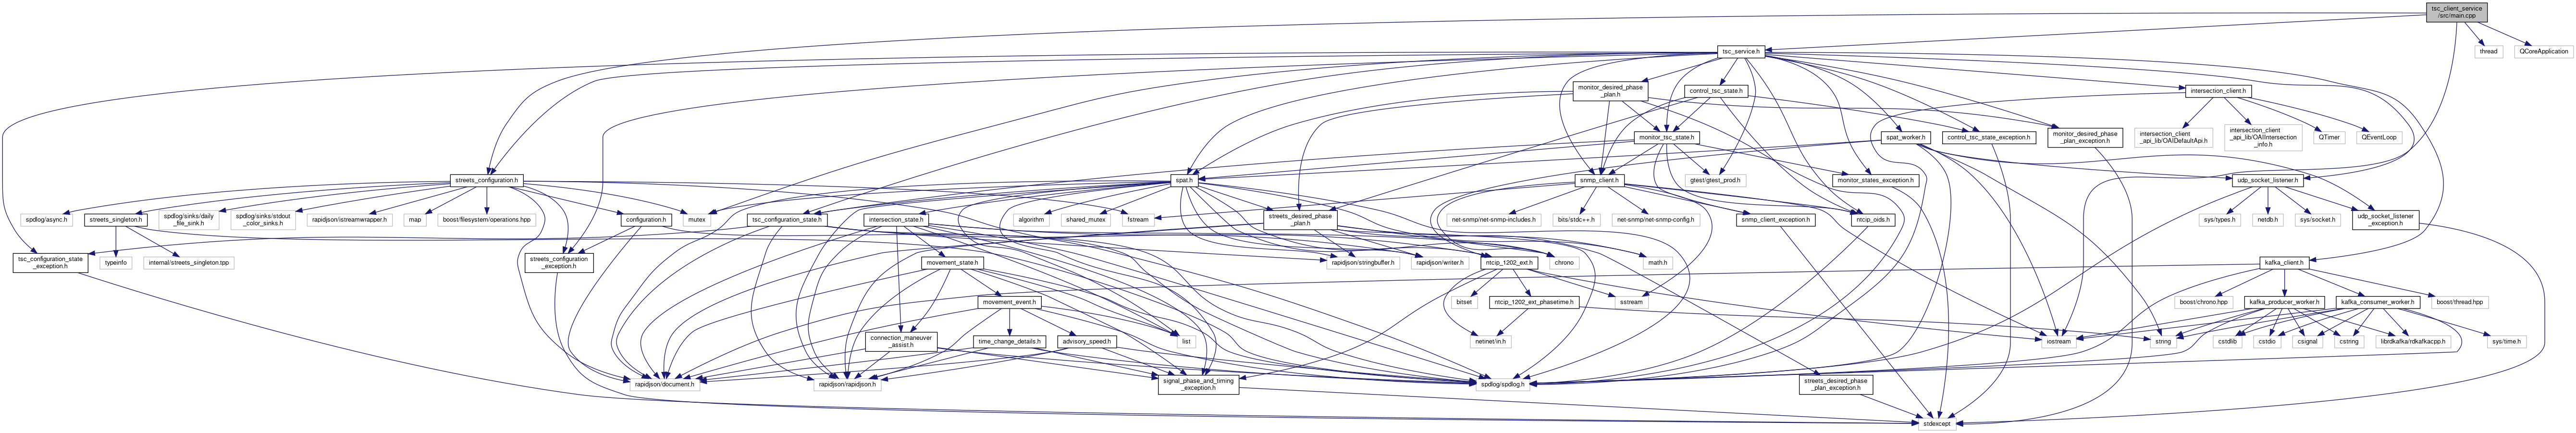 tsc_client_service
/src/main.cpp
thread
QCoreApplication
tsc_service.h
monitor_desired_phase
_plan.h
control_tsc_state.h
intersection_client.h
monitor_tsc_state.h
spat_worker.h
control_tsc_state_exception.h
monitor_desired_phase
_plan_exception.h
intersection_client
_api_lib/OAIDefaultApi.h
intersection_client
_api_lib/OAIIntersection
_info.h
QTimer
QEventLoop
streets_configuration.h
spat.h
snmp_client.h
gtest/gtest_prod.h
monitor_states_exception.h
udp_socket_listener.h
spdlog/async.h
streets_singleton.h
spdlog/sinks/daily
_file_sink.h
spdlog/sinks/stdout
_color_sinks.h
rapidjson/istreamwrapper.h
map
boost/filesystem/operations.hpp
configuration.h
mutex
tsc_configuration_state.h
intersection_state.h
algorithm
shared_mutex
fstream
streets_desired_phase
_plan.h
net-snmp/net-snmp-includes.h
bits/stdc++.h
net-snmp/net-snmp-config.h
snmp_client_exception.h
ntcip_oids.h
sys/types.h
netdb.h
sys/socket.h
udp_socket_listener
_exception.h
tsc_configuration_state
_exception.h
typeinfo
internal/streets_singleton.tpp
streets_configuration
_exception.h
movement_state.h
rapidjson/stringbuffer.h
rapidjson/writer.h
ntcip_1202_ext.h
chrono
math.h
kafka_client.h
movement_event.h
bitset
ntcip_1202_ext_phasetime.h
sstream
boost/chrono.hpp
kafka_producer_worker.h
kafka_consumer_worker.h
boost/thread.hpp
connection_maneuver
_assist.h
time_change_details.h
advisory_speed.h
list
netinet/in.h
iostream
string
cstdlib
cstdio
csignal
cstring
librdkafka/rdkafkacpp.h
sys/time.h
rapidjson/document.h
rapidjson/rapidjson.h
signal_phase_and_timing
_exception.h
spdlog/spdlog.h
streets_desired_phase
_plan_exception.h
stdexcept